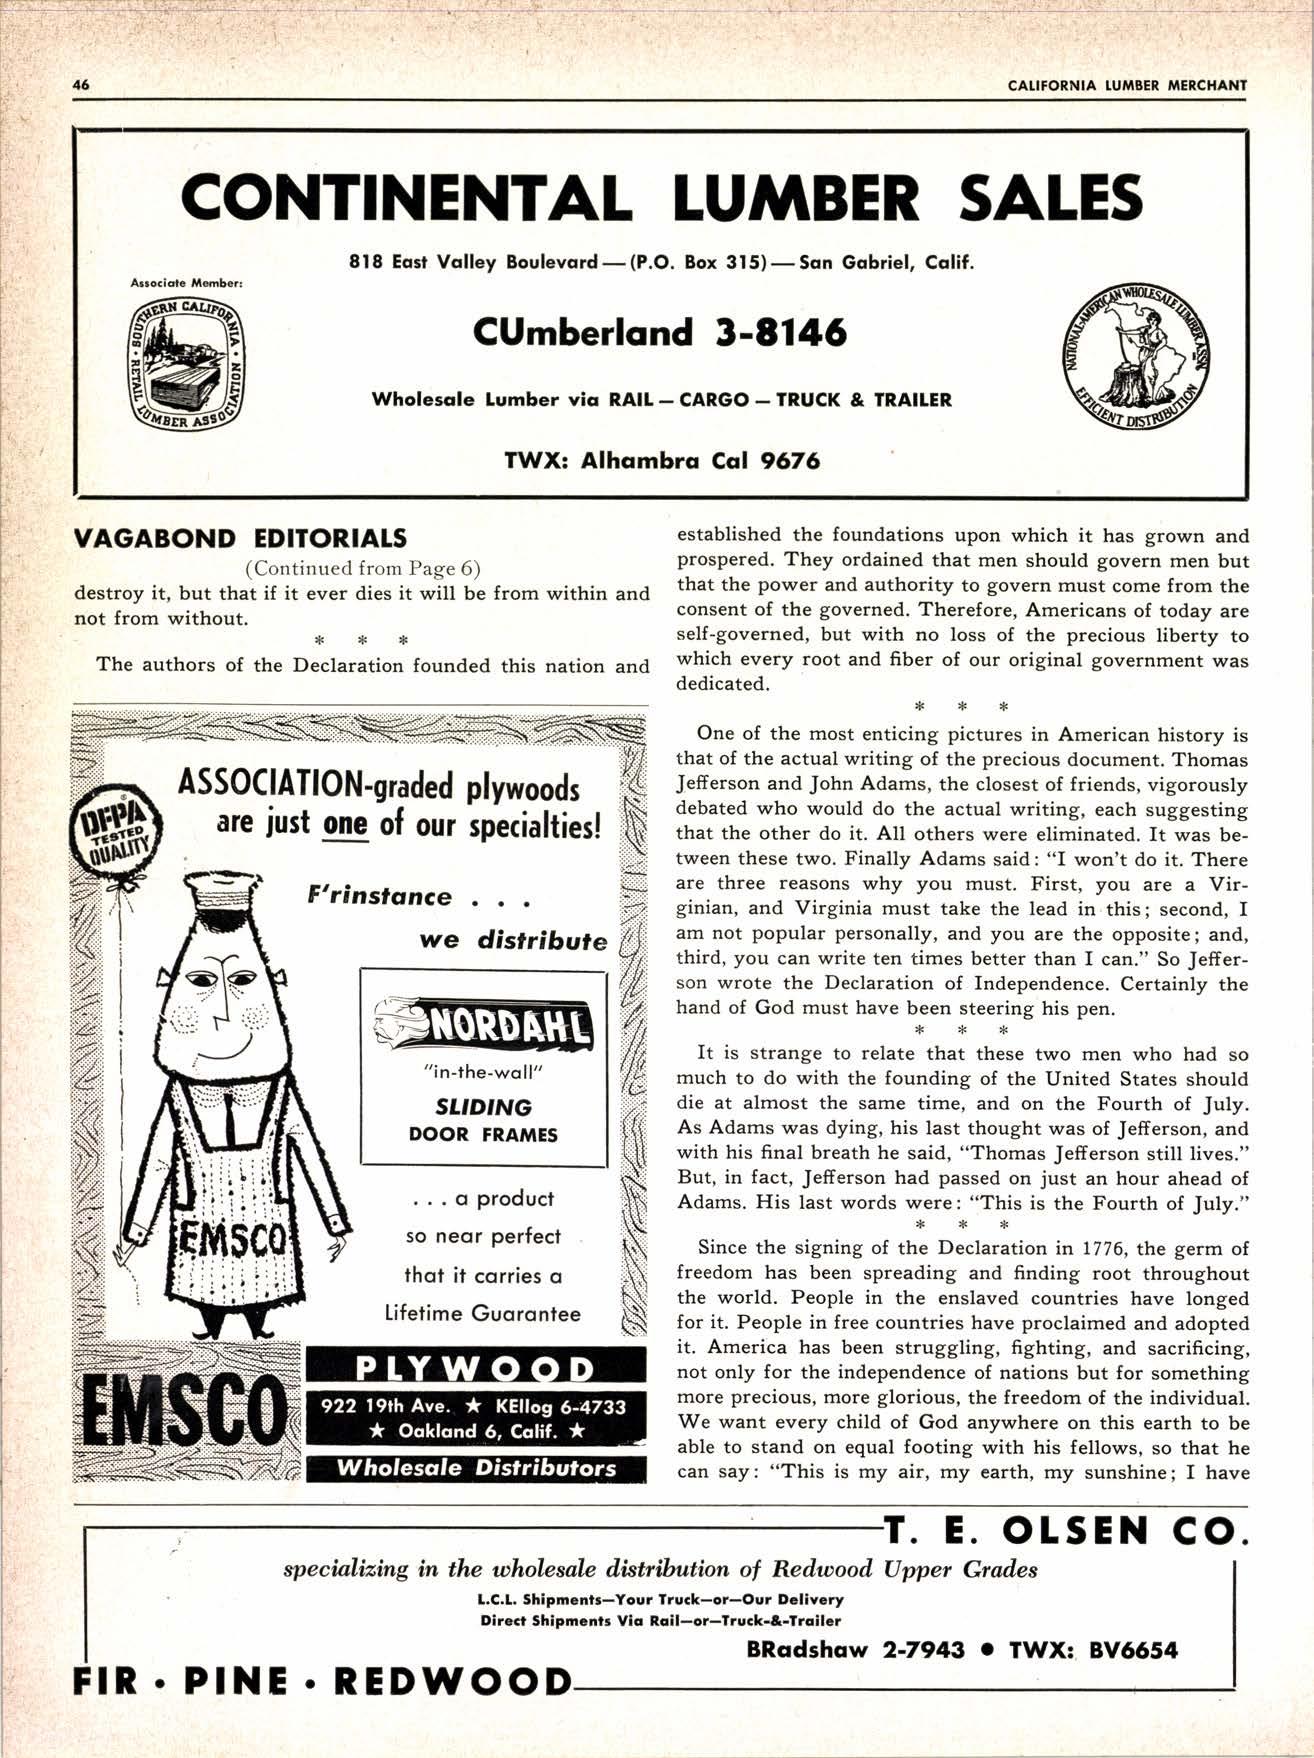 46
CALIFORNIA LUMBER MERCHANT
CONTINENTAL LUMBER SALES
818 East Valley Boulevard — (P.O. Box 315) — San Gabriel, Calif.
Associate Member:
SOUTHERN CALIFORNIA
RETAIL LUMBER ASSOCIATION
CUmberland 3-8146
Wholesale Lumber via RAIL — CARGO — TRUCK & TRAILER
TWX: Alhambra Cal 9676
NATIONAL-AMERICAN WHOLESALE LUMBER ASSN.
EFFICIENT DISTRIBUTION
VAGABOND EDITORIALS
(Continued from Page 6)
destroy it, but that if it ever dies it will be from within and
not from without.
* * *
The authors of the Declaration founded this nation and
established the foundations upon which it has grown and
prospered. They ordained that men should govern men but
that the power and authority to govern must come from the
consent of the governed. Therefore, Americans of today are
self-governed, but with no loss of the precious liberty to
which every root and fiber of our original government was
dedicated.
* * *
One of the most enticing pictures in American history is
that of the actual writing of the precious document. Thomas
Jefferson and John Adams, the closest of friends, vigorously
debated who would do the actual writing, each suggesting
that the other do it. All others were eliminated. It was be-
tween these two. Finally Adams said: “I won't do it. There
are three reasons why you must. First, you are a Vir-
ginian, and Virginia must take the lead in this; second, I
am not popular personally, and you are the opposite; and,
third, you can write ten times better than I can.” So Jeffer-
son wrote the Declaration of Independence. Certainly the
hand of God must have been steering his pen.
* * *
It is strange to relate that these two men who had so
much to do with the founding of the United States should
die at almost the same time, and on the Fourth of July.
As Adams was dying, his last thought was of Jefferson, and
with his final breath he said, “Thomas Jefferson still lives.”
But, in fact, Jefferson had passed on just an hour ahead of
Adams. His last words were: “This is the Fourth of July.”
* * *
Since the signing of the Declaration in 1776, the germ of
freedom has been spreading and finding root throughout
the world. People in the enslaved countries have longed
for it. People in free countries have proclaimed and adopted
it. America has been struggling, fighting, and sacrificing,
not only for the independence of nations but for something
more precious, more glorious, the freedom of the individual.
We want every child of God anywhere on this earth to be
able to stand on equal footing with his fellows, so that he
can say: “This is my air, my earth, my sunshine; I have
ASSOCIATION-graded plywoods
are just one of our specialties!
DFPA
®
TESTED
QUALITY
F'rinstance . . .
we distribute
NORDAHL
"in-the-wall"
SLIDING
DOOR FRAMES
. . . a product
so near perfect
that it carries a
Lifetime Guarantee
EMSCO
EMSCO
PLYWOOD
922 19th Ave. ★ KEllog 6-4733
★ Oakland 6, Calif. ★
Wholesale Distributors
T. E. OLSEN CO.
specializing in the wholesale distribution of Redwood Upper Grades
L.C.L. Shipments—Your Truck—or—Our Delivery
Direct Shipments Via Rail—or—Truck-&-Trailer
BRadshaw 2-7943 ● TWX: BV6654
FIR • PINE • REDWOOD